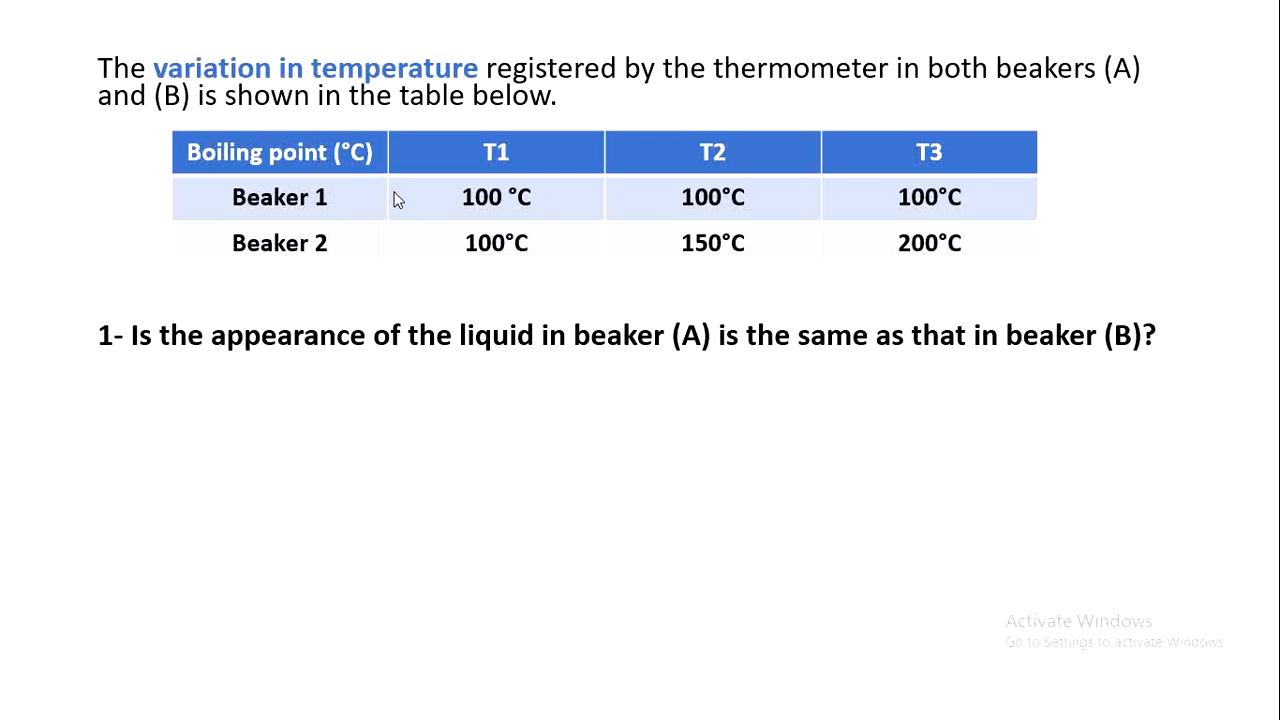 The variation in temperature registered by the thermometer in both beakers (A)
and (B) is shown in the table below.
Boiling point (°C) T1 T2 T3
Beaker 1 100 °C 100°C 100°C
Beaker 2 100°C 150°C 200°C
1- Is the appearance of the liquid in beaker (A) is the same as that in beaker (B)?
Activate Windows
Go to Settings to activate Windows